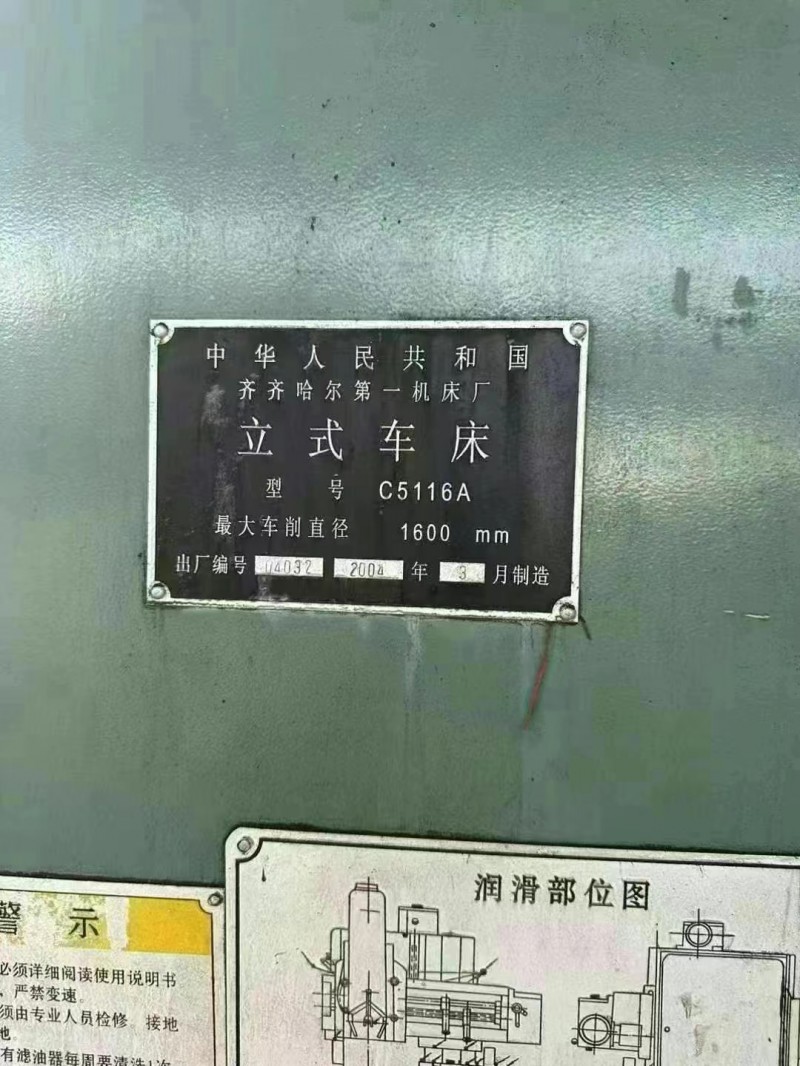 中华人民共和国
齐齐哈尔第一机床厂
立式车床
型号 C5116A
最大车削直径 1600 mm
出厂编号 04032 2004 年 3 月制造
润滑部位图
警示
必须详细阅读使用说明书
、严禁变速。
须由专业人员检修。接地
地。
有滤油器每周要清洗1次